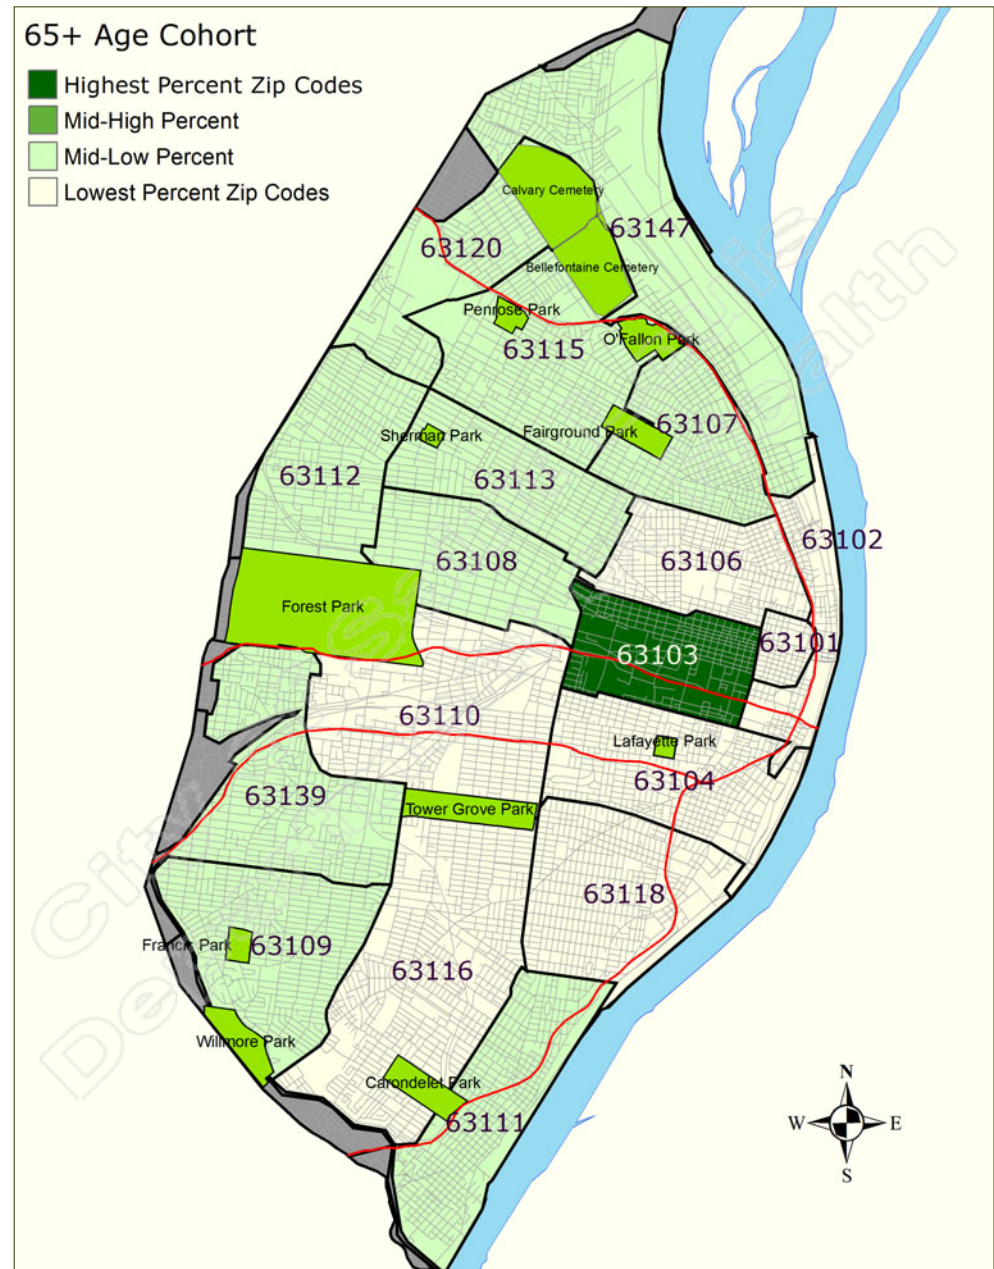 65+ Age Cohort
Highest Percent Zip Codes
Mid-High Percent
Mid-Low Percent
Lowest Percent Zip Codes
Calvary Cemetery
63147
63120
Bellefontaine Cemetery
Penrose Park
O'Fallon Park
63115
63107
Fairground Park
Sherman Park
63112
63113
63102
63106
63108
Forest Park
63101
63103
63110
Lafayette Park
63104
63139
Tower Grove Park
63118
Francis Park
63109
63116
Willmore Park
Carondelet Park
63111
N
W
E
S